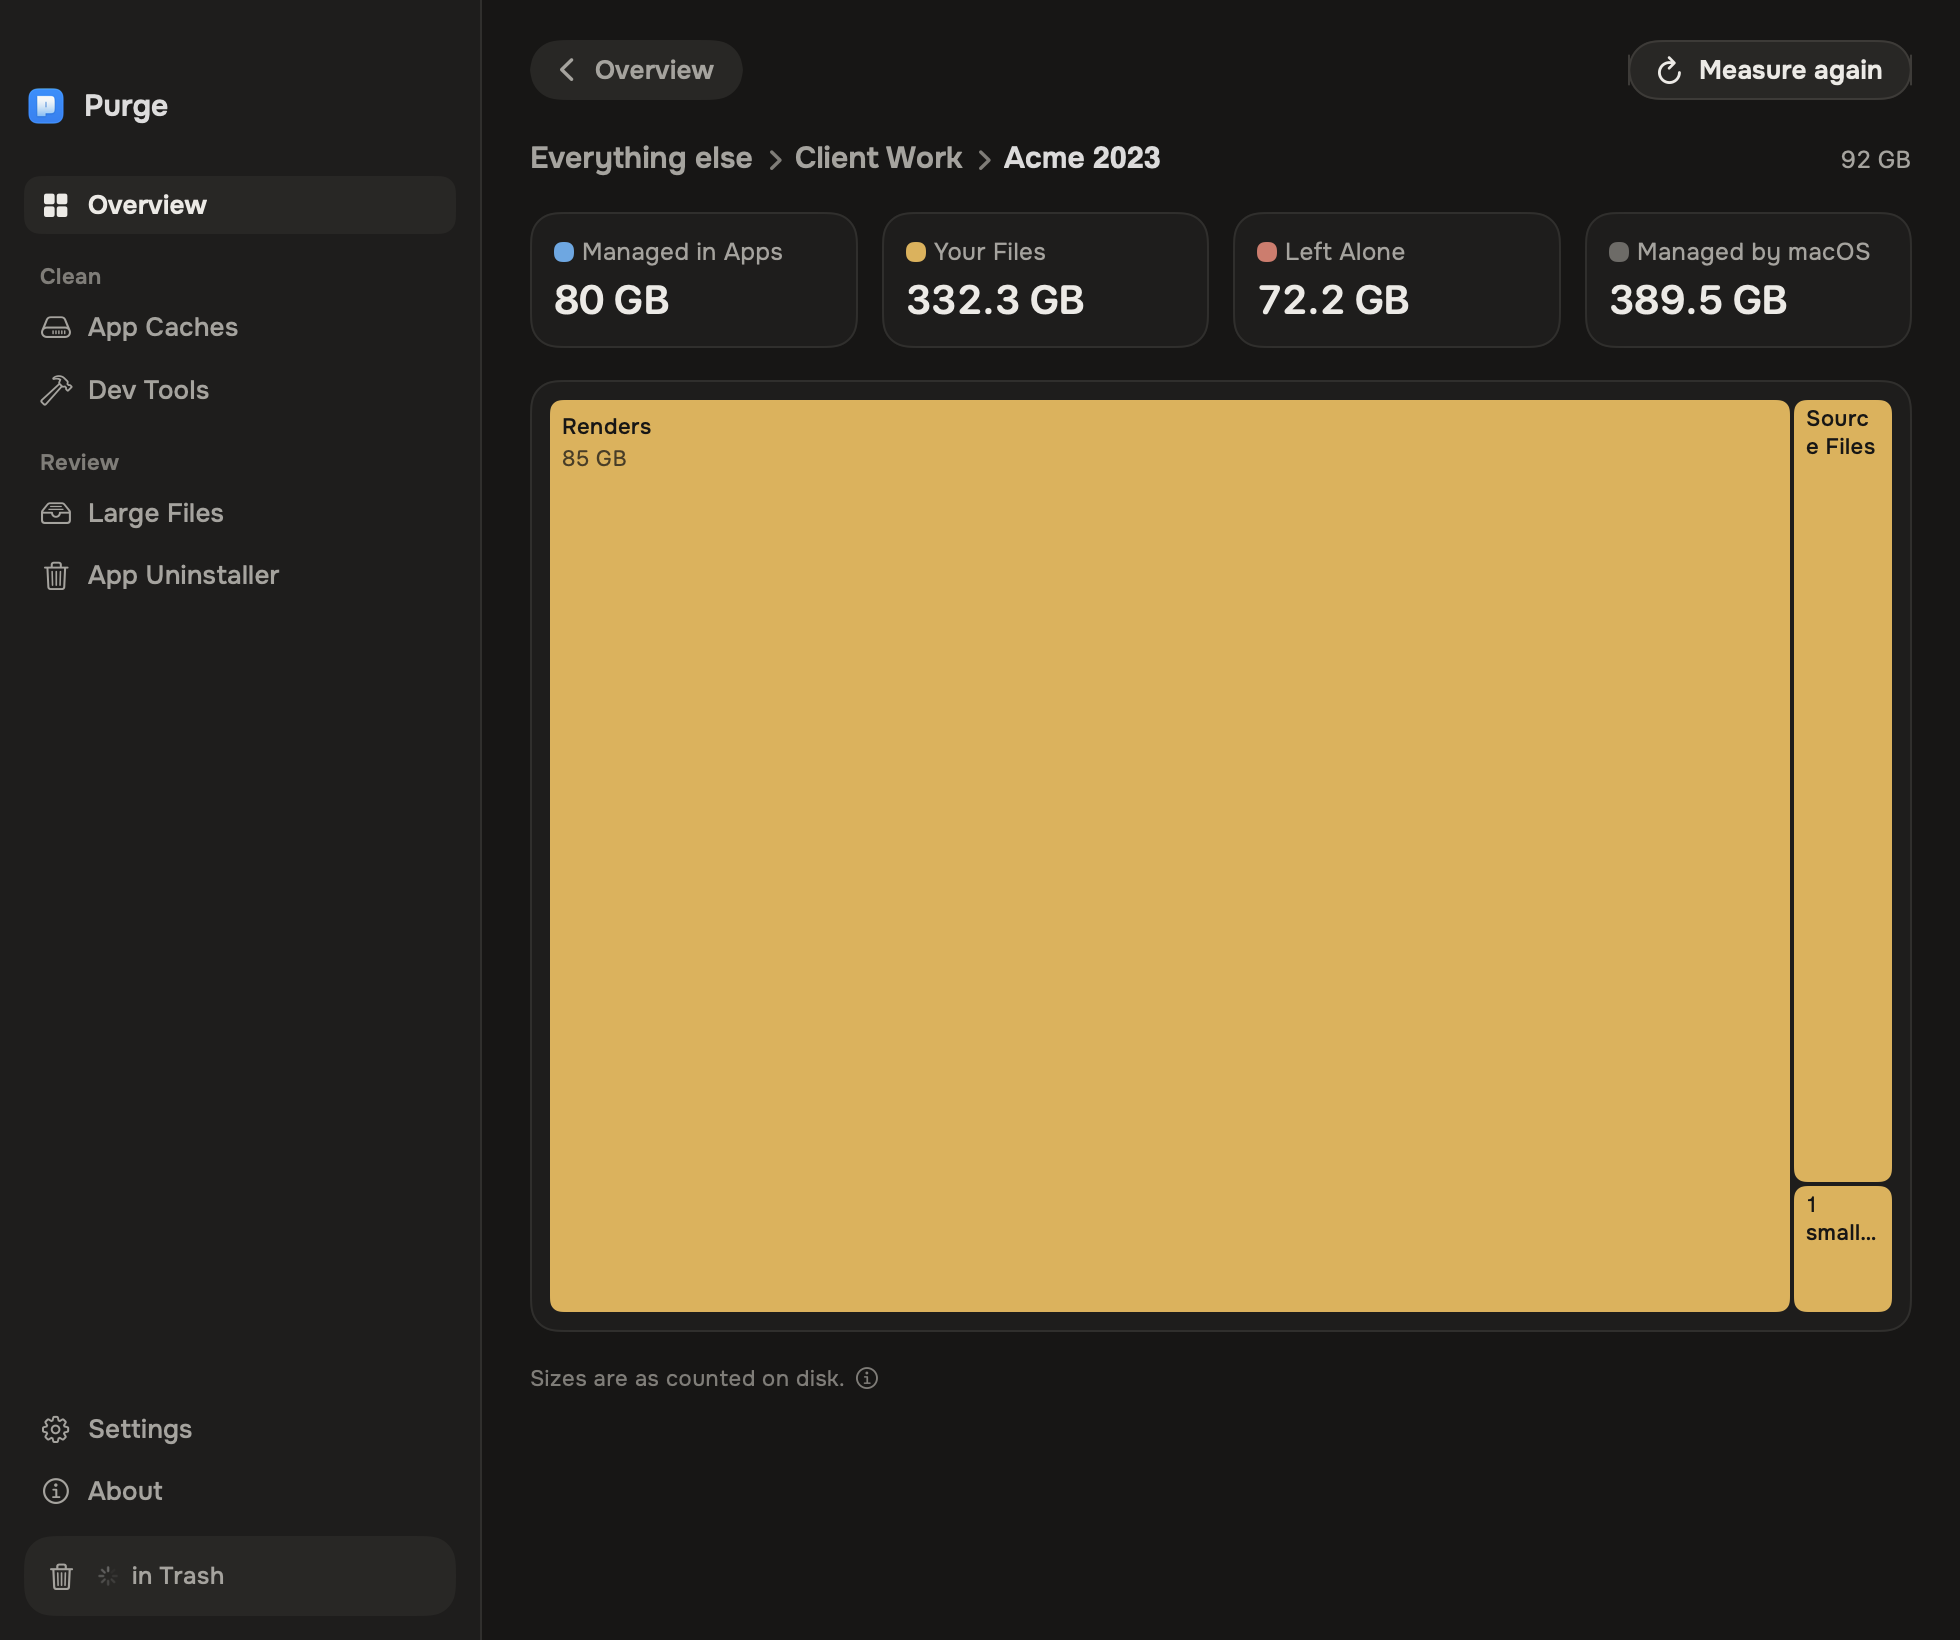 Purge
Overview
Clean
App Caches
Dev Tools
Review
Large Files
App Uninstaller
Settings
About
in Trash
Overview
Measure again
Everything else > Client Work > Acme 2023
92 GB
Managed in Apps
80 GB
Your Files
332.3 GB
Left Alone
72.2 GB
Managed by macOS
389.5 GB
Renders
85 GB
Sourc
e Files
1
small...
Sizes are as counted on disk.